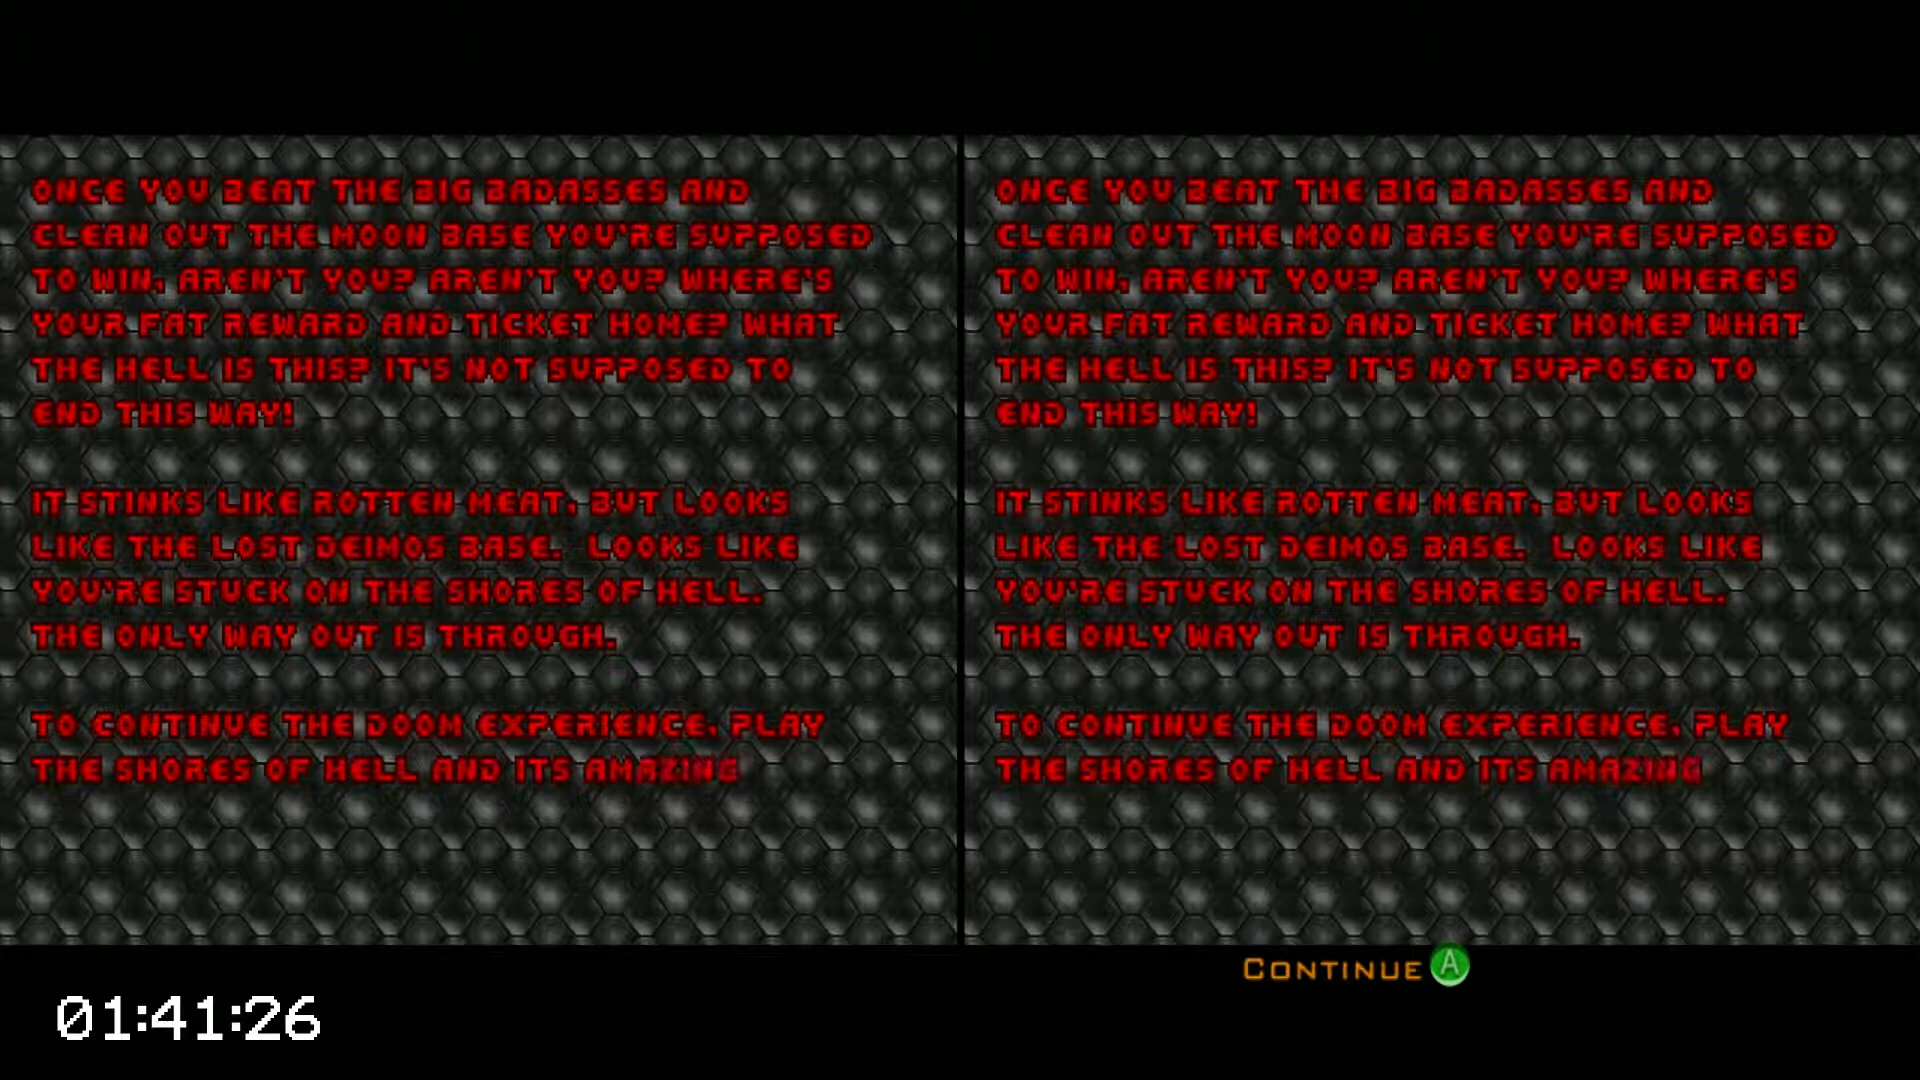 ONCE YOU BEAT THE BIG BADASSES AND
CLEAN OUT THE MOON BASE YOU'RE SUPPOSED
TO WIN, AREN'T YOU? AREN'T YOU? WHERE'S
YOUR FAT REWARD AND TICKET HOME? WHAT
THE HELL IS THIS? IT'S NOT SUPPOSED TO
END THIS WAY!
IT STINKS LIKE ROTTEN MEAT, BUT LOOKS
LIKE THE LOST DEIMOS BASE.  LOOKS LIKE
YOU'RE STUCK ON THE SHORES OF HELL.
THE ONLY WAY OUT IS THROUGH.
TO CONTINUE THE DOOM EXPERIENCE, PLAY
THE SHORES OF HELL AND ITS AMAZING
ONCE YOU BEAT THE BIG BADASSES AND
CLEAN OUT THE MOON BASE YOU'RE SUPPOSED
TO WIN, AREN'T YOU? AREN'T YOU? WHERE'S
YOUR FAT REWARD AND TICKET HOME? WHAT
THE HELL IS THIS? IT'S NOT SUPPOSED TO
END THIS WAY!
IT STINKS LIKE ROTTEN MEAT, BUT LOOKS
LIKE THE LOST DEIMOS BASE.  LOOKS LIKE
YOU'RE STUCK ON THE SHORES OF HELL.
THE ONLY WAY OUT IS THROUGH.
TO CONTINUE THE DOOM EXPERIENCE, PLAY
THE SHORES OF HELL AND ITS AMAZING
CONTINUE A
01:41:26